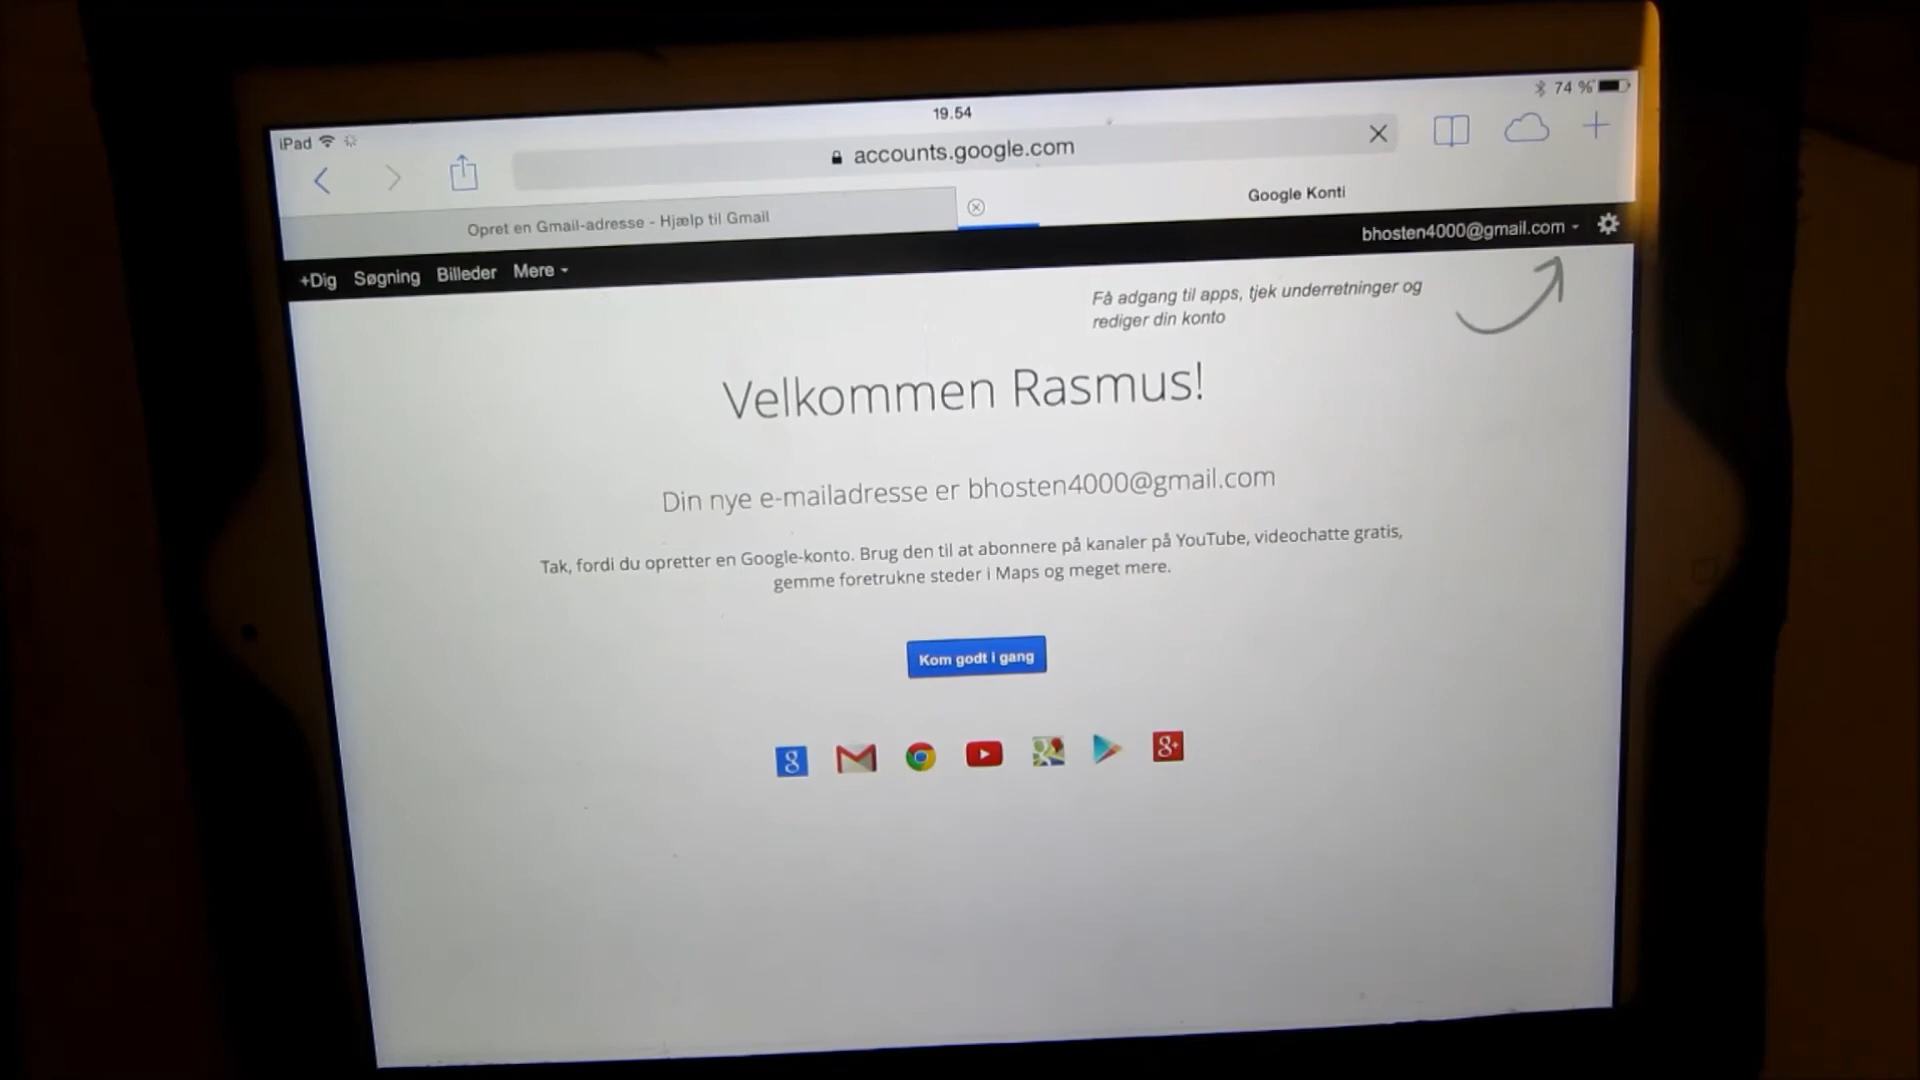 iPad
19.54
74 %
accounts.google.com
Opret en Gmail-adresse - Hjælp til Gmail
Google Konti
+Dig Søgning Billeder Mere
bhosten4000@gmail.com
Få adgang til apps, tjek underretninger og
rediger din konto
Velkommen Rasmus!
Din nye e-mailadresse er bhosten4000@gmail.com
Tak, fordi du opretter en Google-konto. Brug den til at abonnere på kanaler på YouTube, videochatte gratis,
gemme foretrukne steder i Maps og meget mere.
Kom godt i gang
g
g+